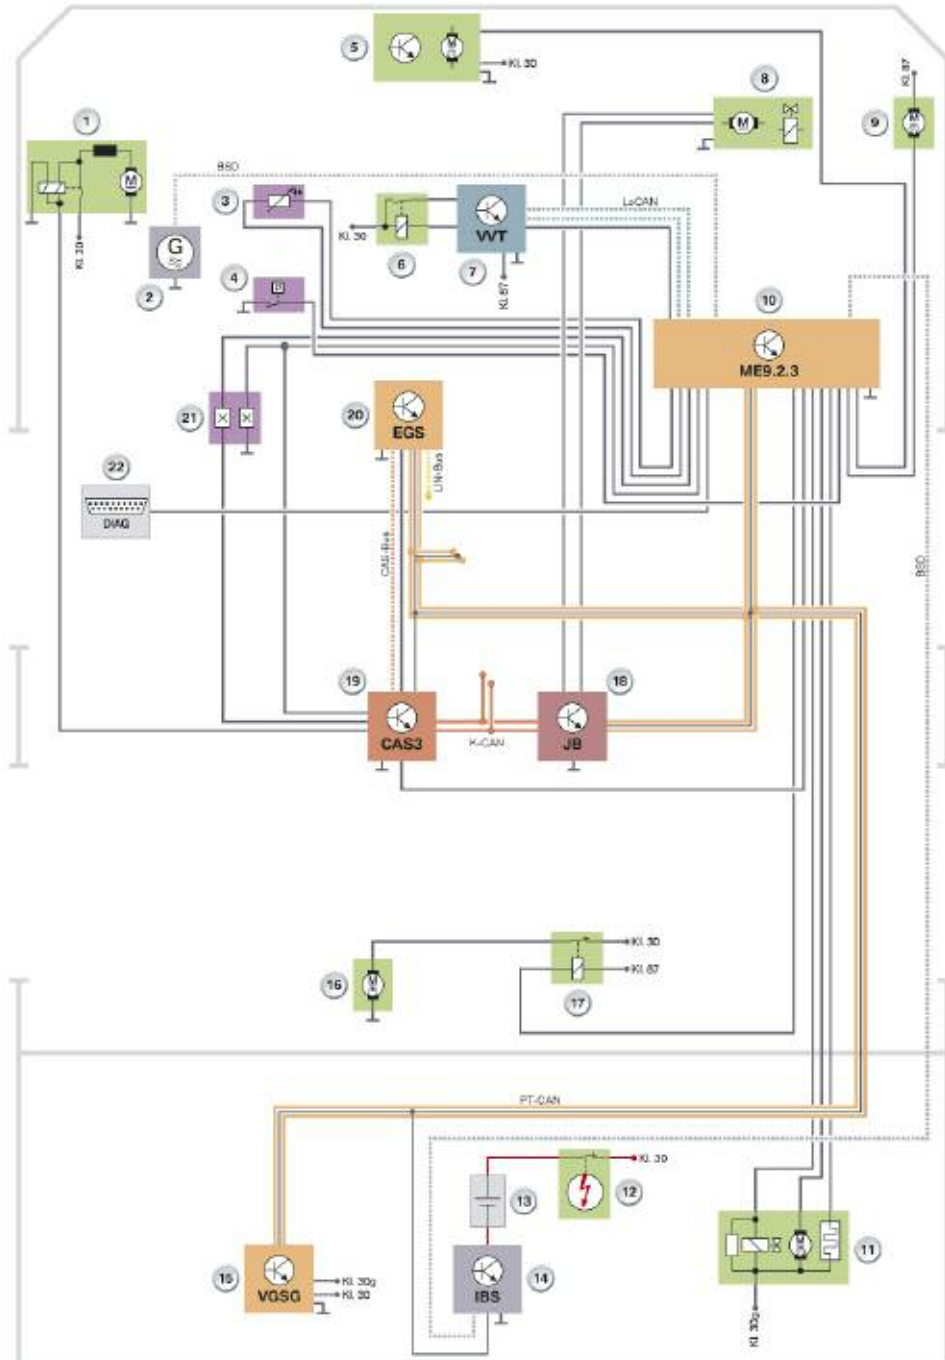 5
Kl. 30
8
M
Kl. 87
9
1
M
Kl. 30
BSD
G
2
3
4
P
Kl. 30
6
VVT
7
Kl. 87
LoCAN
10
ME9.2.3
21
20
EGS
LIN-Bus
22
DIAG
CAS-Bus
BSD
19
CAS3
K-CAN
18
JB
16
Kl. 30
Kl. 87
17
PT-CAN
Kl. 30
12
13
11
15
VGSG
Kl. 30g
Kl. 30
14
IBS
Kl. 30g